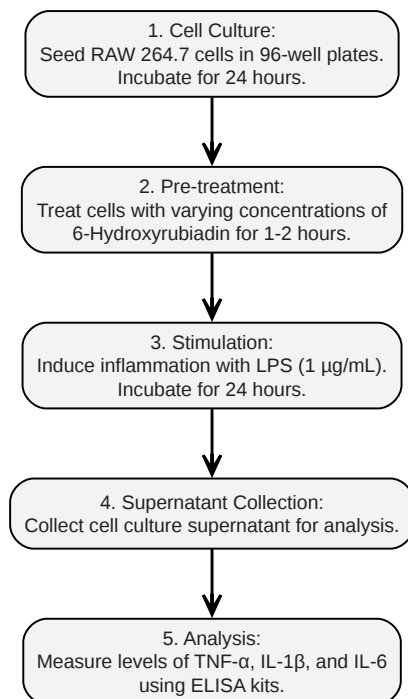 1. Cell Culture:
Seed RAW 264.7 cells in 96-well plates.
Incubate for 24 hours.
2. Pre-treatment:
Treat cells with varying concentrations of
6-Hydroxyrubiadin for 1-2 hours.
3. Stimulation:
Induce inflammation with LPS (1 µg/mL).
Incubate for 24 hours.
4. Supernatant Collection:
Collect cell culture supernatant for analysis.
5. Analysis:
Measure levels of TNF-α, IL-1β, and IL-6
using ELISA kits.